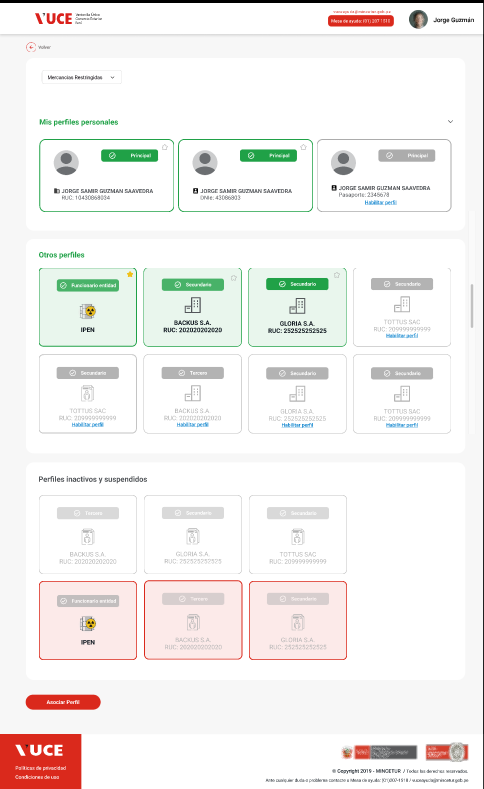 VUCE
Ventanilla Única
Comercio Exterior
Perú
vuceayuda@mincetur.gob.pe
Mesa de ayuda: (01) 207 1510
Jorge Guzmán
Volver
Mercancías Restringidas
Mis perfiles personales
Principal
JORGE SAMIR GUZMAN SAAVEDRA
RUC: 10430868034
Principal
JORGE SAMIR GUZMAN SAAVEDRA
DNIe: 43086803
Principal
JORGE SAMIR GUZMAN SAAVEDRA
Pasaporte: 2345678
Habilitar perfil
Otros perfiles
Funcionario entidad
IPEN
Secundario
BACKUS S.A.
RUC: 202020202020
Secundario
GLORIA S.A.
RUC: 252525252525
Secundario
TOTTUS SAC
RUC: 209999999999
Habilitar perfil
Secundario
TOTTUS SAC
RUC: 209999999999
Habilitar perfil
Tercero
BACKUS S.A.
RUC: 202020202020
Habilitar perfil
Secundario
GLORIA S.A.
RUC: 252525252525
Habilitar perfil
Secundario
TOTTUS SAC
RUC: 209999999999
Habilitar perfil
Perfiles inactivos y suspendidos
Tercero
BACKUS S.A.
RUC: 202020202020
Secundario
GLORIA S.A.
RUC: 252525252525
Secundario
TOTTUS SAC
RUC: 209999999999
Funcionario entidad
IPEN
Tercero
BACKUS S.A.
RUC: 202020202020
Secundario
GLORIA S.A.
RUC: 252525252525
Asociar Perfil
VUCE
Políticas de privacidad
Condiciones de uso
© Copyright 2019 - MINCETUR / Todos los derechos reservados.
Ante cualquier duda o problema contacte a Mesa de ayuda: (01)207-1510 / vuceayuda@mincetur.gob.pe